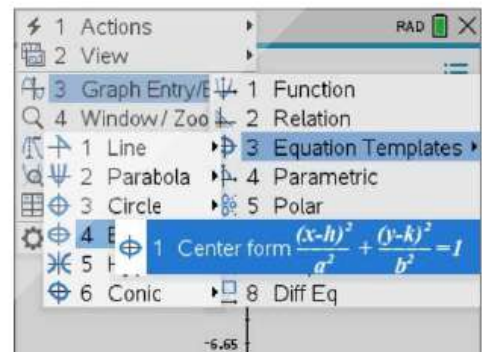 1 Actions
RAD
2 View
3 Graph Entry/E
1 Function
4 Window / Zoo
2 Relation
1 Line
3 Equation Templates
2 Parabola
4 Parametric
3 Circle
5 Polar
4 E
1 Center form (x-h)²/a² + (y-k)²/b² =1
5 H
6 Conic
8 Diff Eq
-6.65